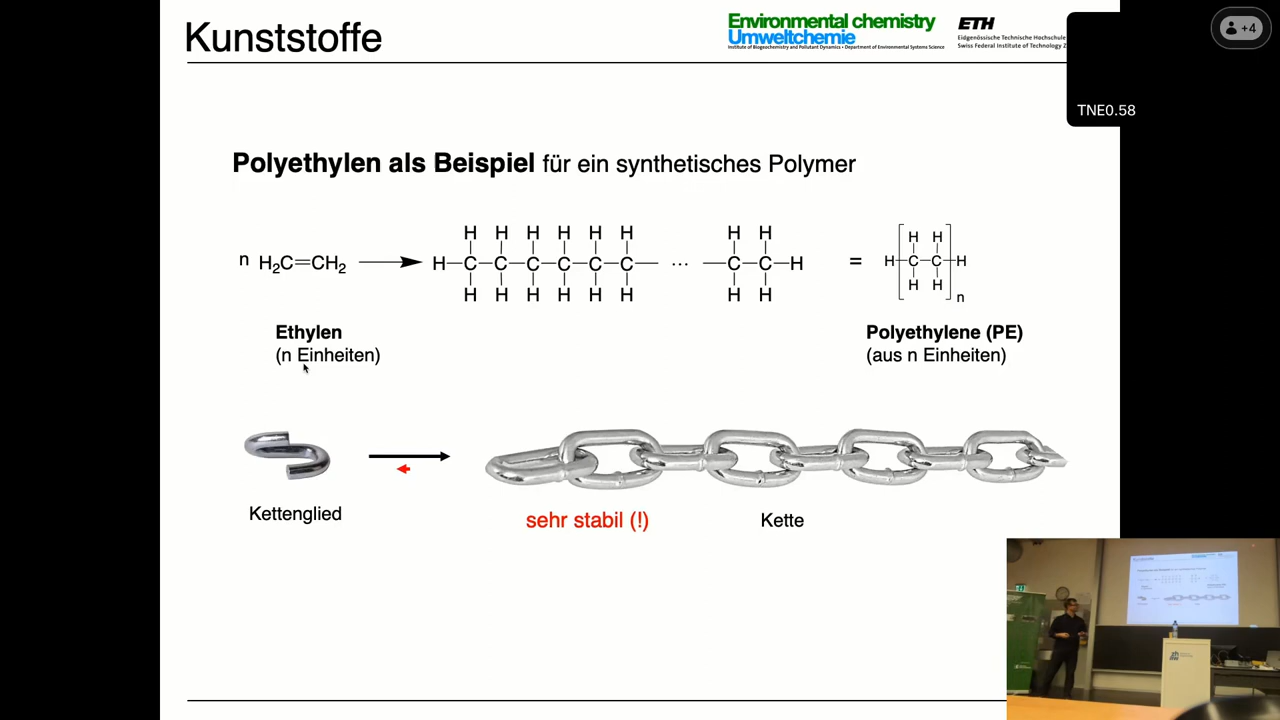 Kunststoffe
Environmental chemistry
Umweltchemie
Institute of Biogeochemistry and Pollutant Dynamics • Department of Environmental Systems Science
ETH
Eidgenössische Technische Hochschule
Swiss Federal Institute of Technology Z
+4
TNE0.58
Polyethylen als Beispiel für ein synthetisches Polymer
H H H H H H H H
n H₂C=CH₂ H–C–C–C–C–C–C– ... –C–C–H = [H–C–C–H]n
H H H H H H H H
H H
H H
Ethylen
(n Einheiten)
Polyethylene (PE)
(aus n Einheiten)
Kettenglied
sehr stabil (!)
Kette